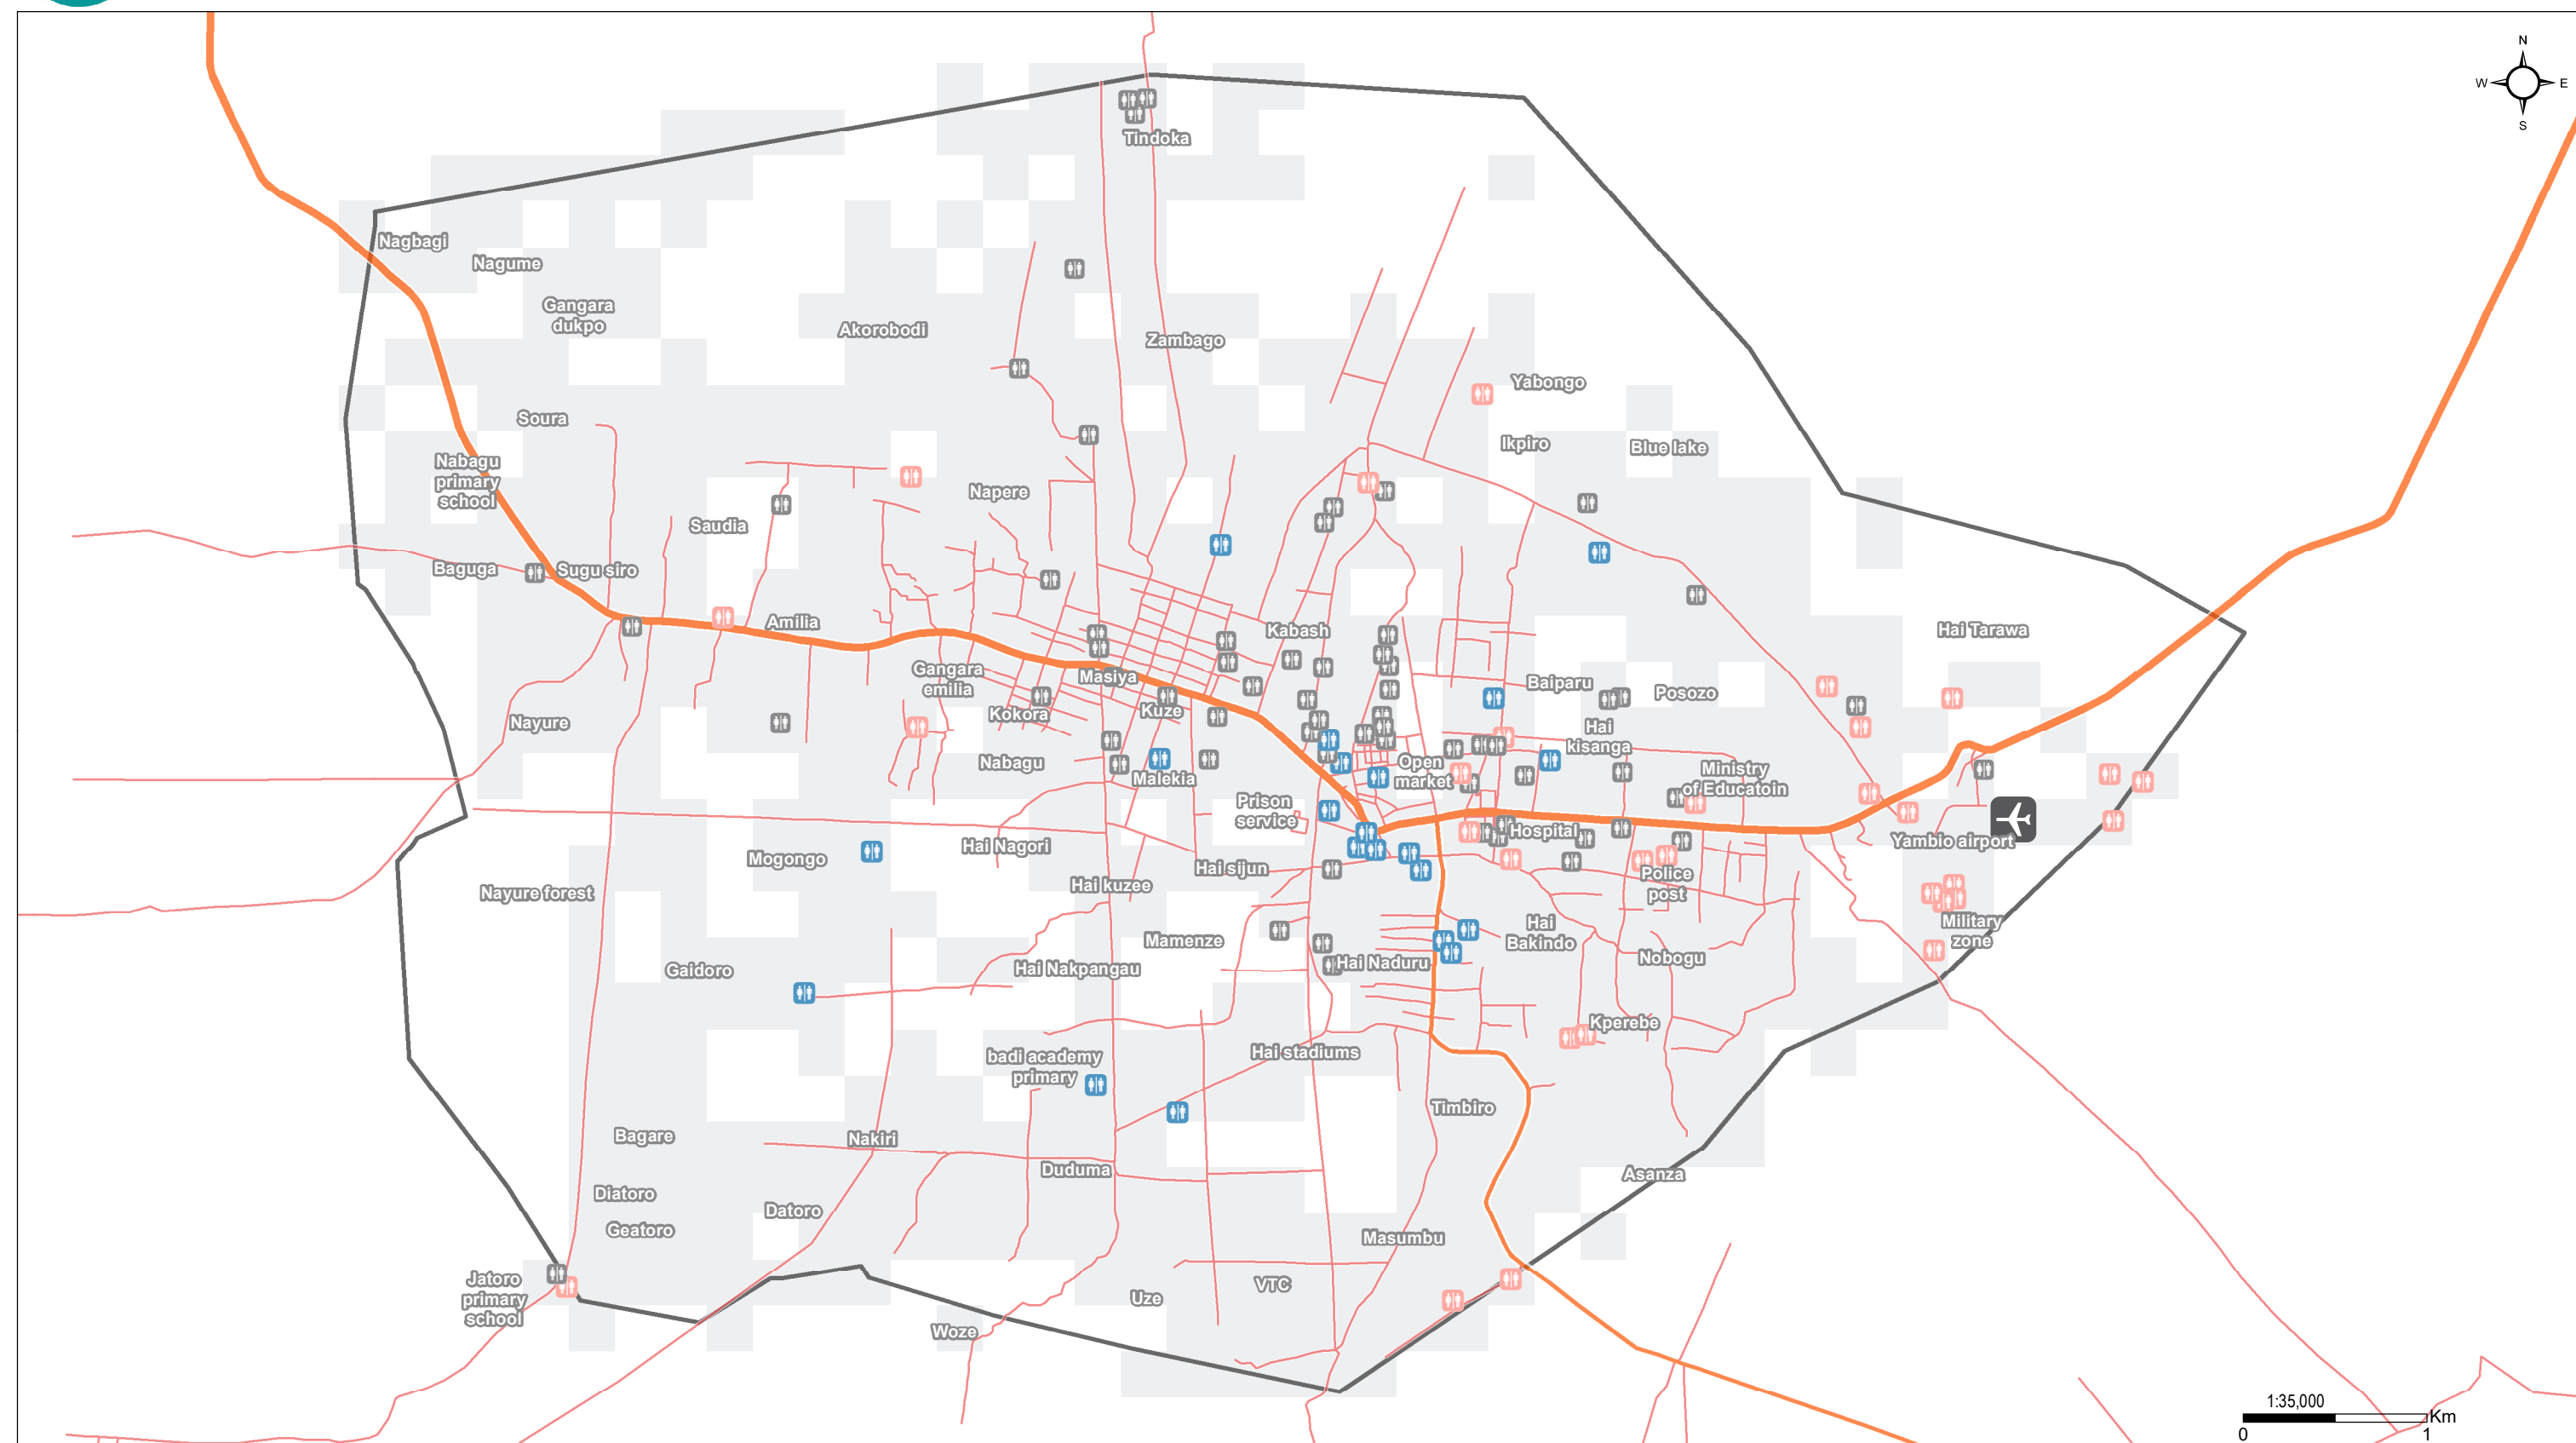 N
W E
S
Tindoka
Nagbagi
Nagume
Gangara
dukpo
Akorobodi
Zambago
Yabongo
Soura
Ikpiro
Blue lake
Nabagu
primary
school
Napere
Saudia
Baguga
Sugu siro
Amilia
Kabash
Hai Tarawa
Gangara
emilia
Masiya
Baiparu
Posozo
Kokora
Kuze
Nayure
Hai
kisanga
Nabagu
Malekia
Open
market
Ministry
of Educatoin
Prison
service
Hospital
Yambio airport
Hai Nagori
Mogongo
Hai sijun
Police
post
Hai kuzee
Nayure forest
Military
zone
Hai
Bakindo
Mamenze
Nobogu
Hai Naduru
Gaidoro
Hai Nakpangau
Kperebe
Hai stadiums
badi academy
primary
Timbiro
Bagare
Nakiri
Duduma
Asanza
Diatoro
Datoro
Geatoro
Masumbu
Jatoro
primary
school
VTC
Uze
Woze
1:35,000
Km
0 1